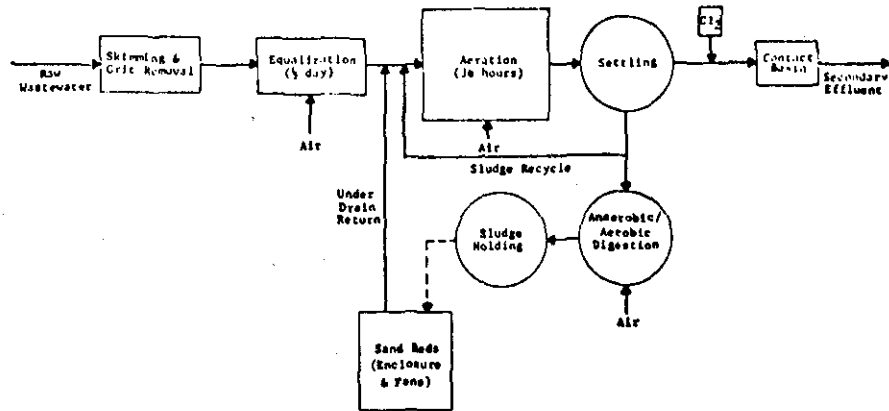 Raw
Wastewater
Skimming &
Grit Removal
Equalization
(½ day)
Air
Aeration
hours)
Air
Settling
Cl₂
Contact
Basin
Secondary
Effluent
Sludge Recycle
Under
Drain
Return
Sludge
Holding
Anaerobic/
Aerobic
Digestion
Air
Sand Beds
(Enclosure
& Fans)